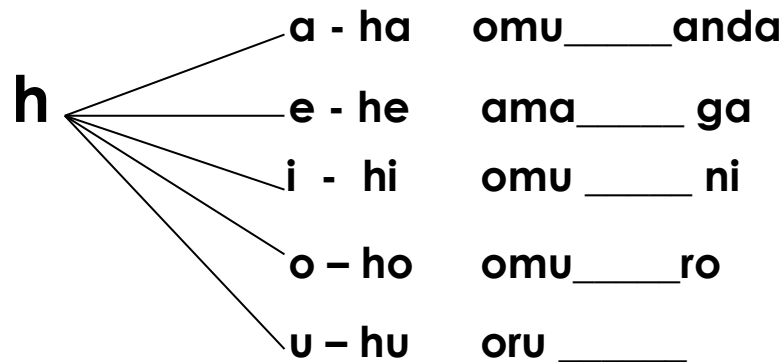 a - ha omu_____anda
h e - he ama_____ ga
i - hi omu _____ ni
o – ho omu_____ro
u – hu oru ______